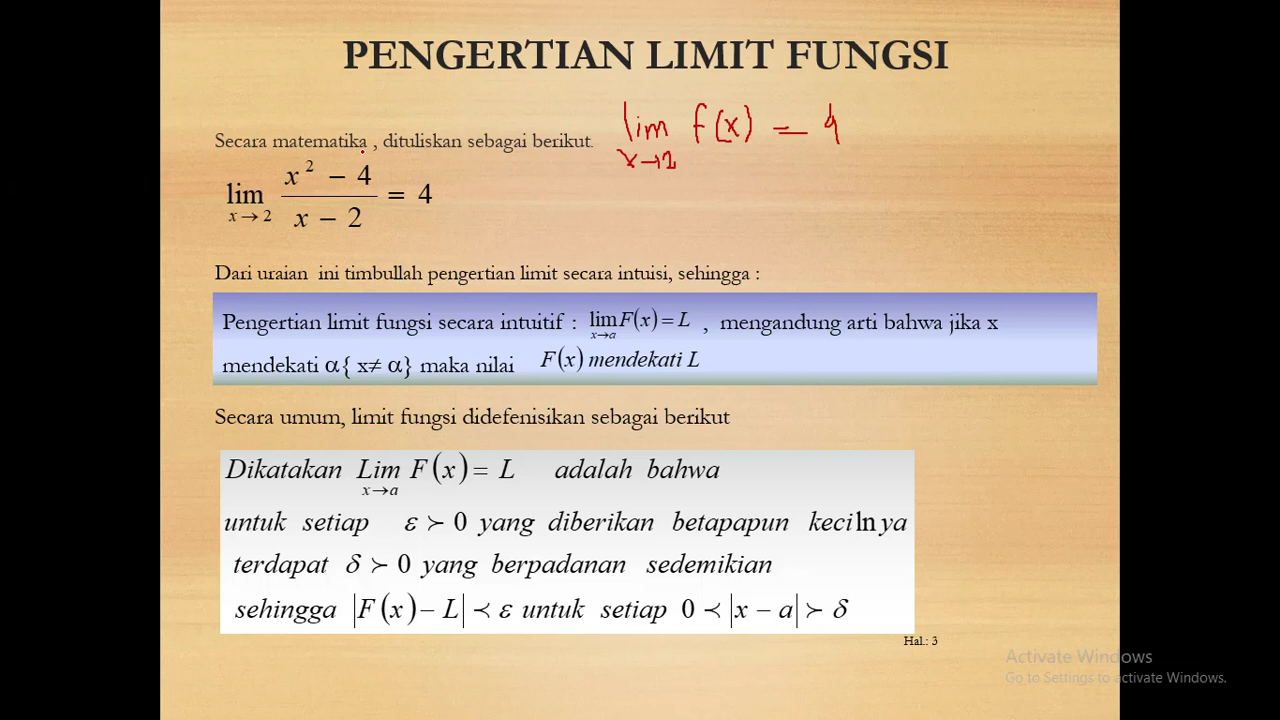 PENGERTIAN LIMIT FUNGSI
lim f(x) = 4
x→2
Secara matematika , dituliskan sebagai berikut.
lim x² − 4 / x − 2 = 4
x → 2
Dari uraian ini timbullah pengertian limit secara intuisi, sehingga :
Pengertian limit fungsi secara intuitif : lim F(x) = L , mengandung arti bahwa jika x
x→a
mendekati α{ x≠ α} maka nilai F(x) mendekati L
Secara umum, limit fungsi didefenisikan sebagai berikut
Dikatakan Lim F(x) = L adalah bahwa
x→a
untuk setiap ε ≻ 0 yang diberikan betapapun keciln ya
terdapat δ ≻ 0 yang berpadanan sedemikian
sehingga |F(x) − L| ≺ ε untuk setiap 0 ≺ |x − a| ≻ δ
Hal.: 3
Activate Windows
Go to Settings to activate Windows.